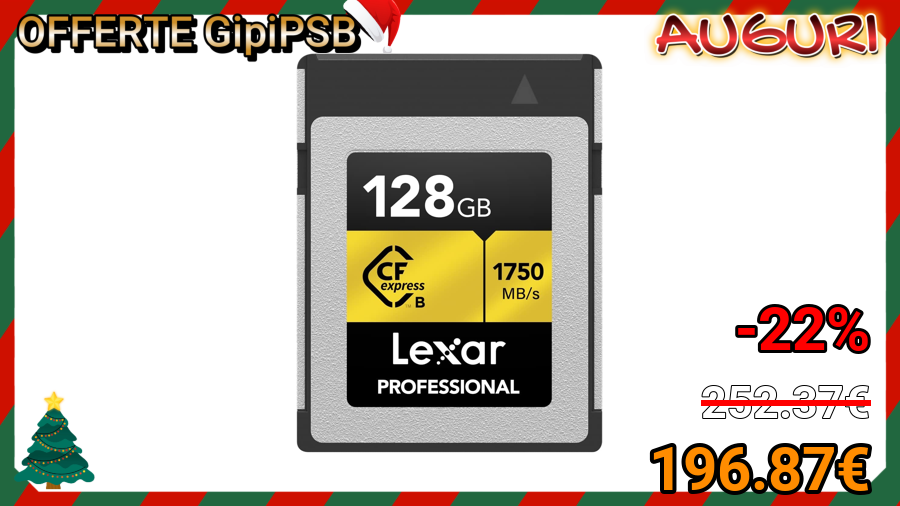 OFFERTE GipiPSB
AUGURI
128GB
CF
express
B
1750
MB/s
Lexar
PROFESSIONAL
-22%
252.37€
196.87€